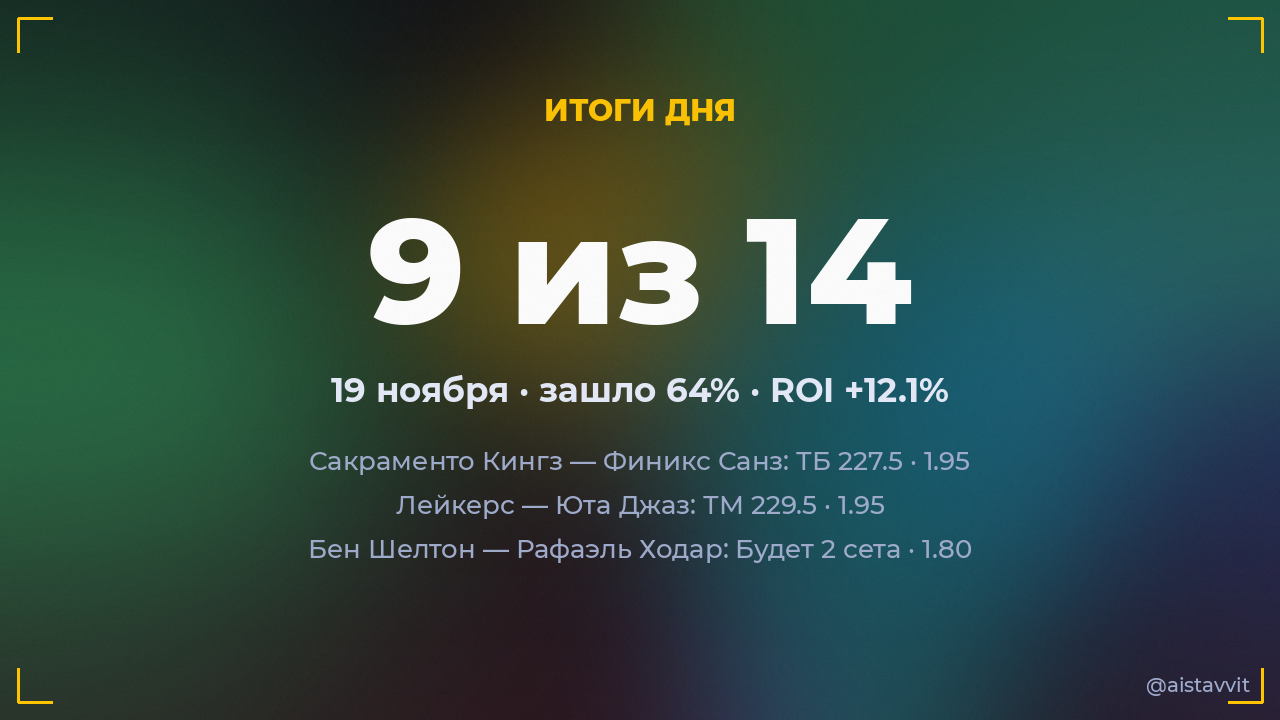 ИТОГИ ДНЯ
9 из 14
19 ноября · зашло 64% · ROI +12.1%
Сакраменто Кингз — Финикс Санз: ТБ 227.5 · 1.95
Лейкерс — Юта Джаз: ТМ 229.5 · 1.95
Бен Шелтон — Рафаэль Ходар: Будет 2 сета · 1.80
@aistavvit